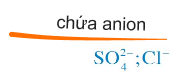 chứa anion
SO₄²⁻;Cl⁻